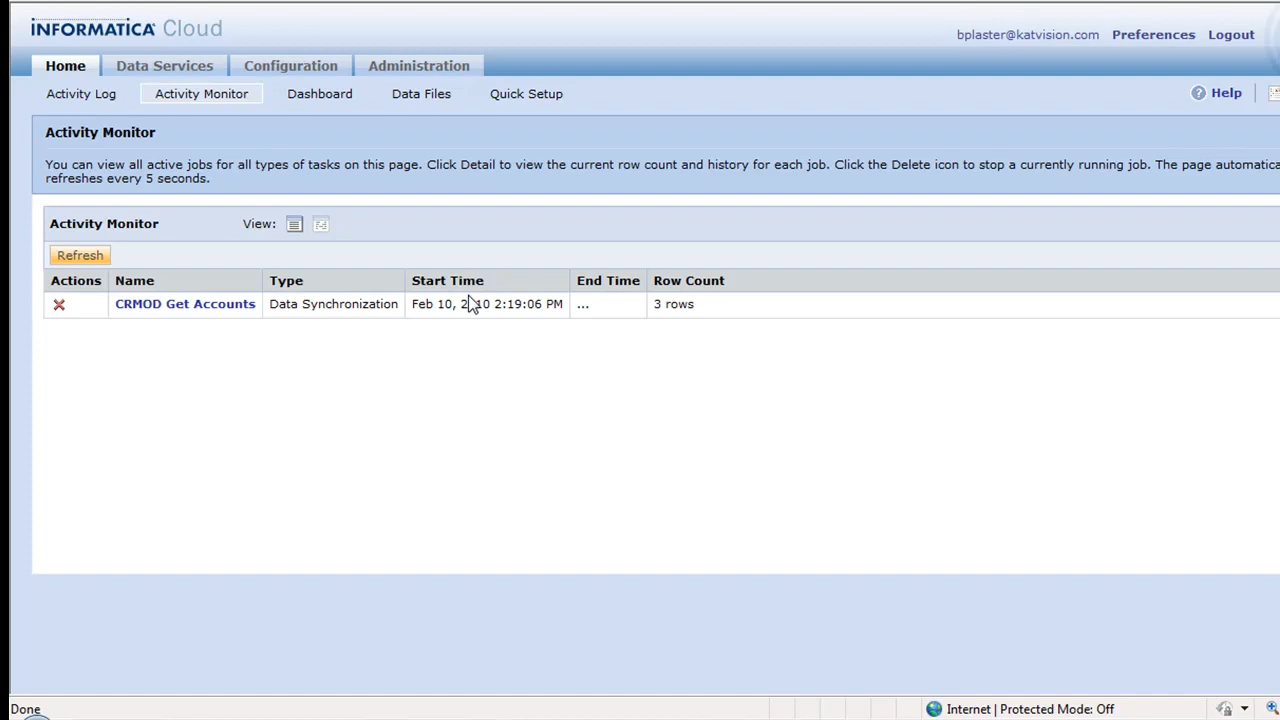 INFORMATICA Cloud
bplaster@katvision.com Preferences Logout
Home Data Services Configuration Administration
Activity Log Activity Monitor Dashboard Data Files Quick Setup
Help
Activity Monitor
You can view all active jobs for all types of tasks on this page. Click Detail to view the current row count and history for each job. Click the Delete icon to stop a currently running job. The page automatica
refreshes every 5 seconds.
Activity Monitor View:
Refresh
Actions Name Type Start Time End Time Row Count
CRMOD Get Accounts Data Synchronization Feb 10, 2010 2:19:06 PM ... 3 rows
Done Internet | Protected Mode: Off